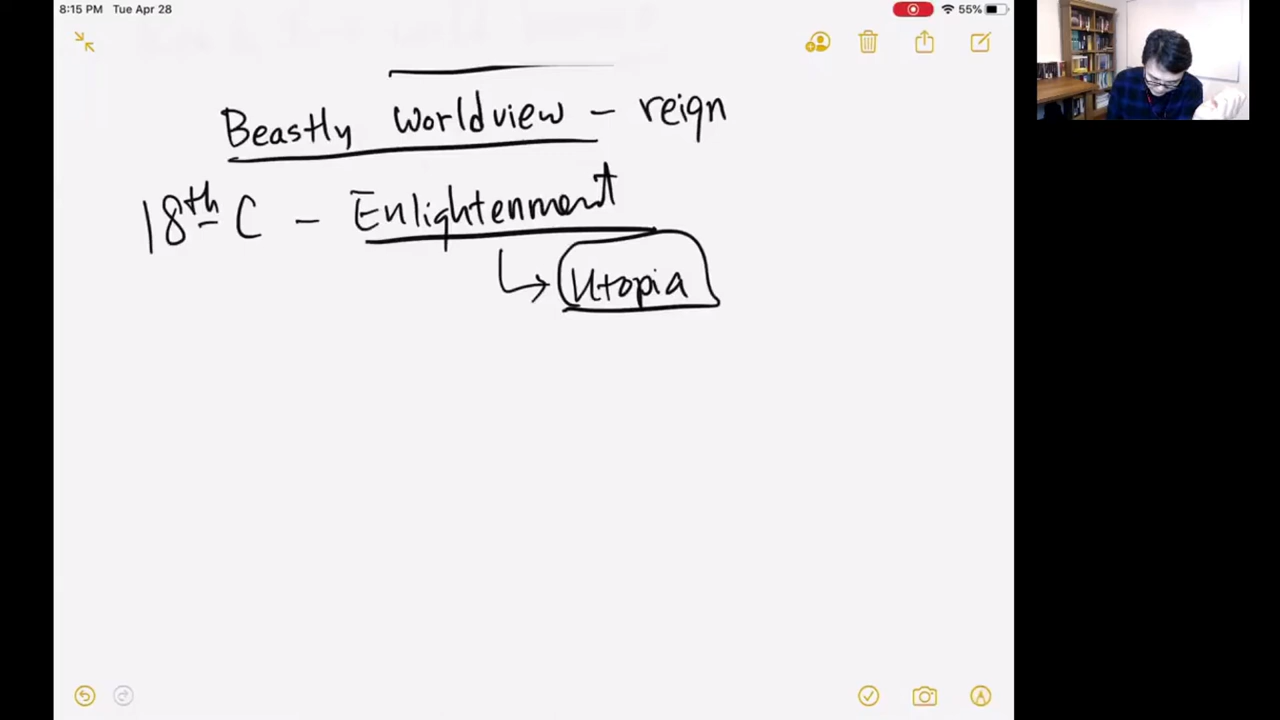 8:15 PM Tue Apr 28
55%
Beastly worldview – reign
18th C – Enlightenment
Utopia